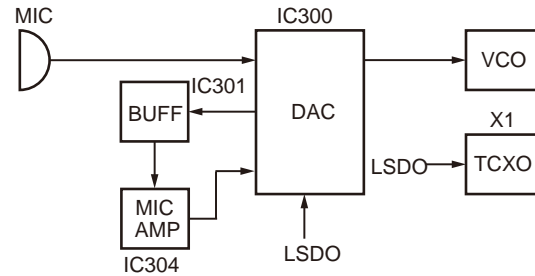 MIC
IC300
VCO
IC301
BUFF
DAC
X1
LSDO
TCXO
MIC
AMP
LSDO
IC304